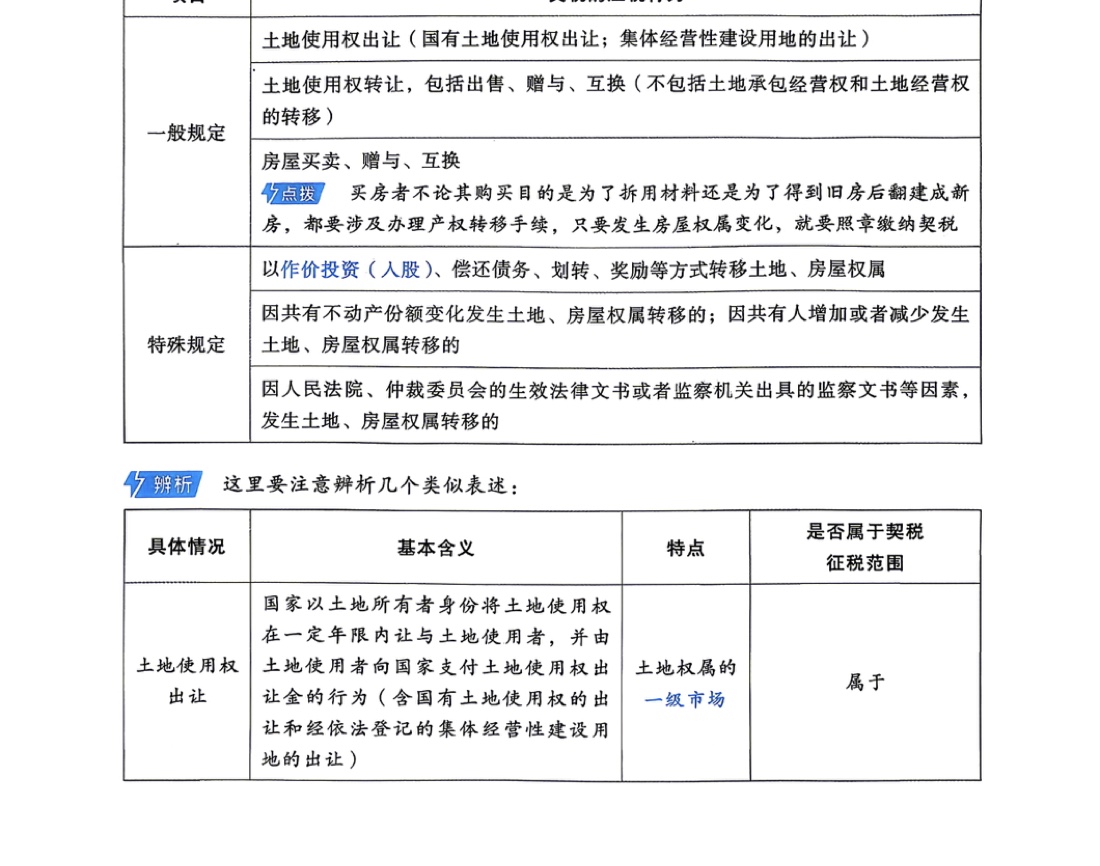 土地使用权出让（国有土地使用权出让；集体经营性建设用地的出让）
土地使用权转让，包括出售、赠与、互换（不包括土地承包经营权和土地经营权
的转移）
一般规定
房屋买卖、赠与、互换
点拨 买房者不论其购买目的是为了拆用材料还是为了得到旧房后翻建成新
房，都要涉及办理产权转移手续，只要发生房屋权属变化，就要照章缴纳契税
以作价投资（入股）、偿还债务、划转、奖励等方式转移土地、房屋权属
特殊规定
因共有不动产份额变化发生土地、房屋权属转移的；因共有人增加或者减少发生
土地、房屋权属转移的
因人民法院、仲裁委员会的生效法律文书或者监察机关出具的监察文书等因素，
发生土地、房屋权属转移的
辨析 这里要注意辨析几个类似表述：
具体情况
基本含义
特点
是否属于契税
征税范围
土地使用权
出让
国家以土地所有者身份将土地使用权
在一定年限内让与土地使用者，并由
土地使用者向国家支付土地使用权出
让金的行为（含国有土地使用权的出
让和经依法登记的集体经营性建设用
地的出让）
土地权属的
一级市场
属于